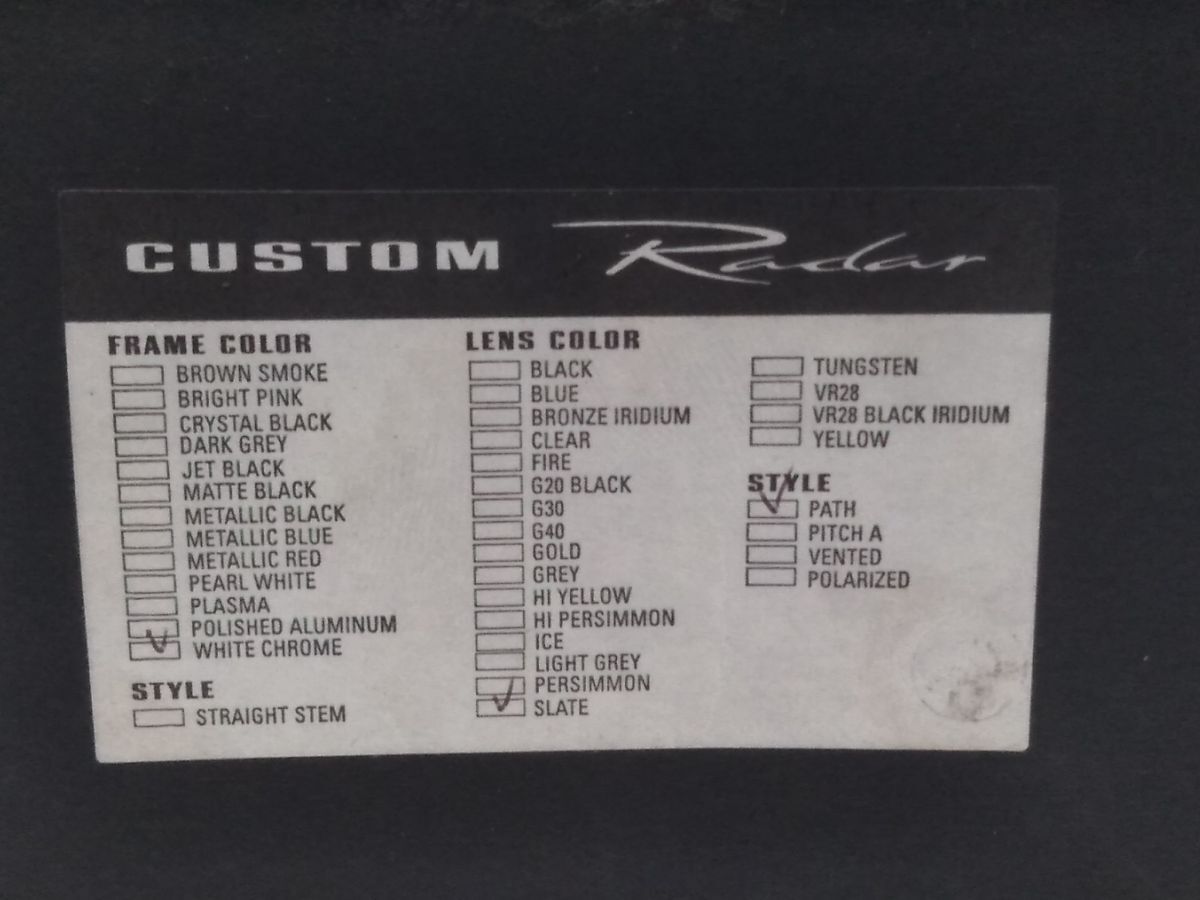 CUSTOM Radar
FRAME COLOR
BROWN SMOKE
BRIGHT PINK
CRYSTAL BLACK
DARK GREY
JET BLACK
MATTE BLACK
METALLIC BLACK
METALLIC BLUE
METALLIC RED
PEARL WHITE
PLASMA
POLISHED ALUMINUM
WHITE CHROME
STYLE
STRAIGHT STEM
LENS COLOR
BLACK
BLUE
BRONZE IRIDIUM
CLEAR
FIRE
G20 BLACK
G30
G40
GOLD
GREY
HI YELLOW
HI PERSIMMON
ICE
LIGHT GREY
PERSIMMON
SLATE
TUNGSTEN
VR28
VR28 BLACK IRIDIUM
YELLOW
STYLE
PATH
PITCH A
VENTED
POLARIZED